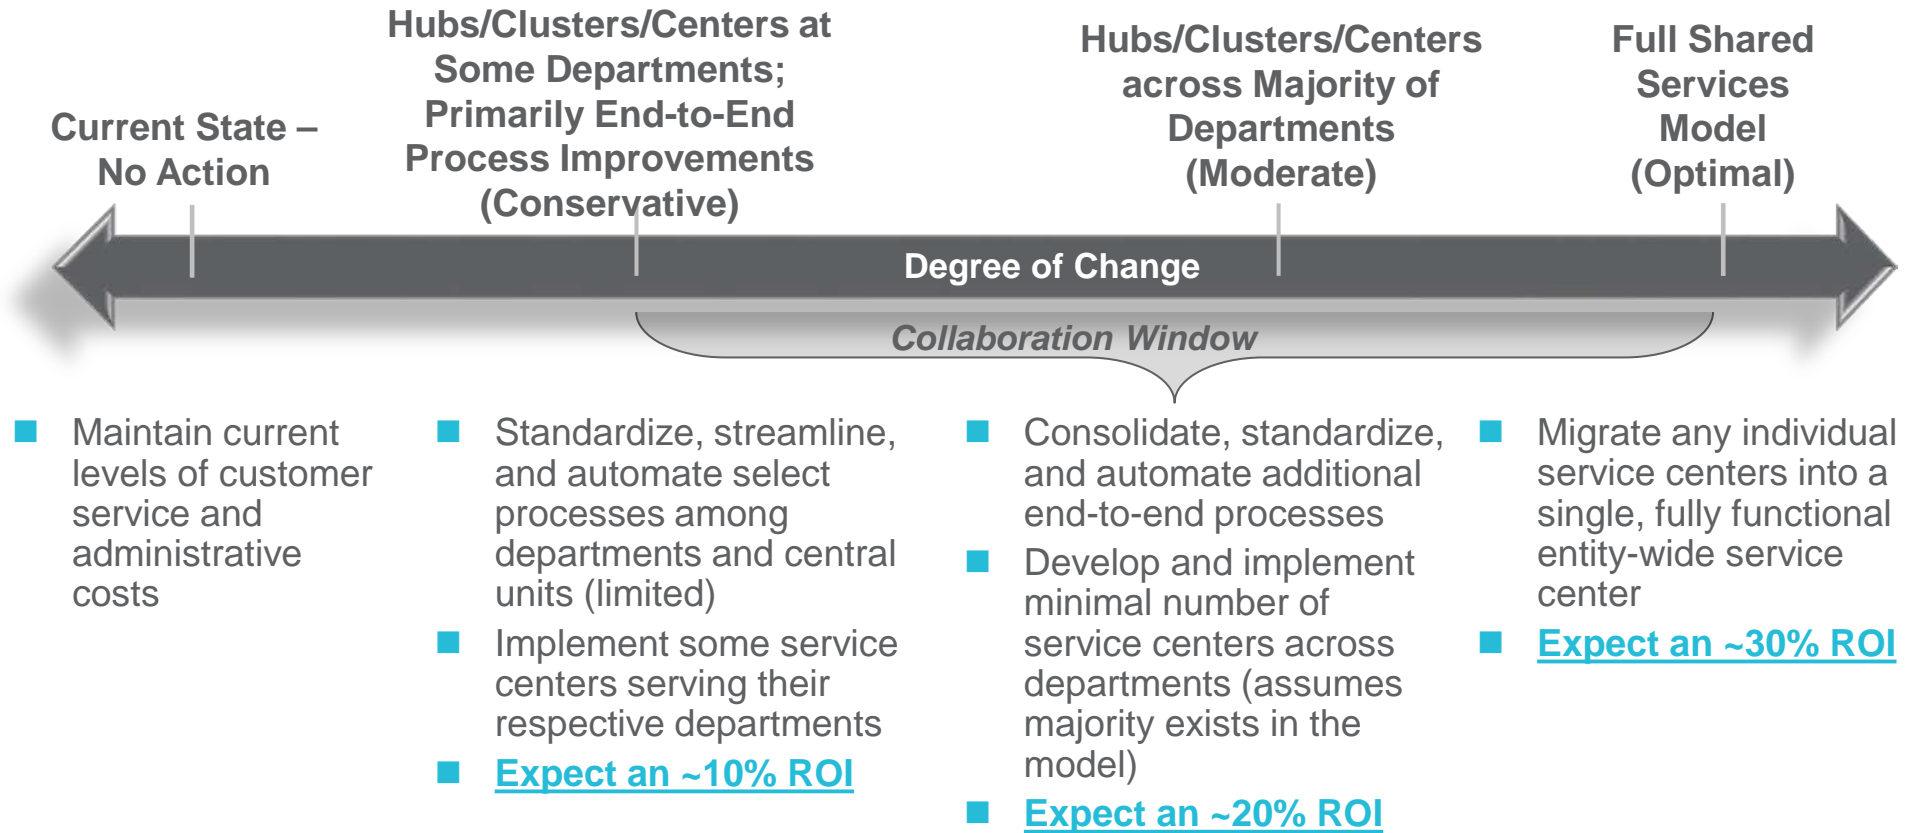 Current State –
No Action
Hubs/Clusters/Centers at
Some Departments;
Primarily End-to-End
Process Improvements
(Conservative)
Hubs/Clusters/Centers
across Majority of
Departments
(Moderate)
Full Shared
Services
Model
(Optimal)
Degree of Change
Collaboration Window
Maintain current
levels of customer
service and
administrative
costs
Standardize, streamline,
and automate select
processes among
departments and central
units (limited)
Implement some service
centers serving their
respective departments
Expect an ~10% ROI
Consolidate, standardize,
and automate additional
end-to-end processes
Develop and implement
minimal number of
service centers across
departments (assumes
majority exists in the
model)
Expect an ~20% ROI
Migrate any individual
service centers into a
single, fully functional
entity-wide service
center
Expect an ~30% ROI